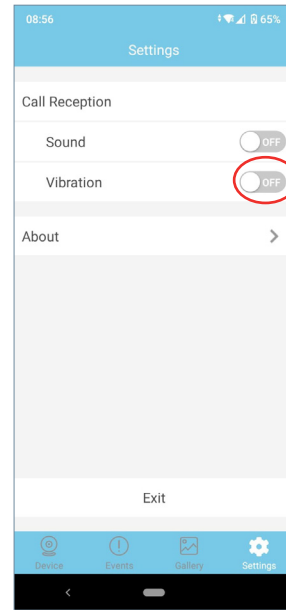 08:56 65%
Settings
Call Reception
Sound OFF
Vibration OFF
About
Exit
Device Events Gallery Settings